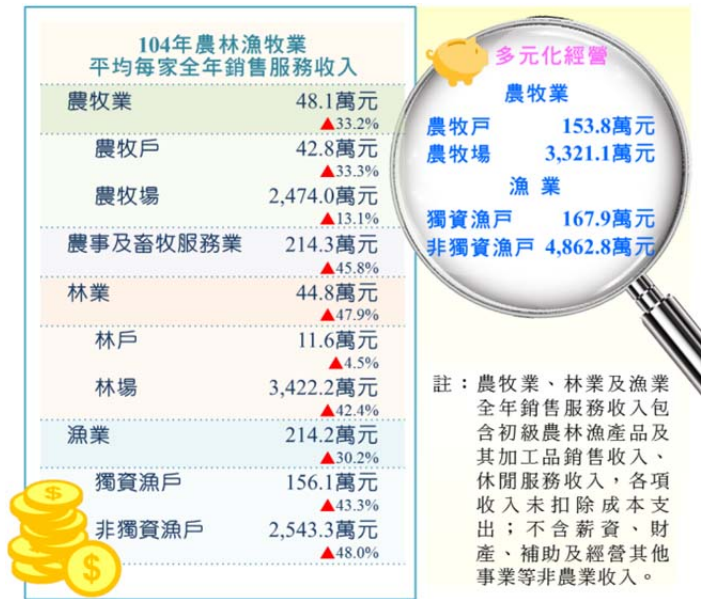 104年農林漁牧業
平均每家全年銷售服務收入
農牧業 48.1萬元
▲33.2%
農牧戶 42.8萬元
▲33.3%
農牧場 2,474.0萬元
▲13.1%
農事及畜牧服務業 214.3萬元
▲45.8%
林業 44.8萬元
▲47.9%
林戶 11.6萬元
▲4.5%
林場 3,422.2萬元
▲42.4%
漁業 214.2萬元
▲30.2%
獨資漁戶 156.1萬元
▲43.3%
非獨資漁戶 2,543.3萬元
▲48.0%
$
$
多元化經營
農牧業
農牧戶 153.8萬元
農牧場 3,321.1萬元
漁業
獨資漁戶 167.9萬元
非獨資漁戶 4,862.8萬元
註：農牧業、林業及漁業
全年銷售服務收入包
含初級農林漁產品及
其加工品銷售收入、
休閒服務收入，各項
收入未扣除成本支
出；不含薪資、財
產、補助及經營其他
事業等非農業收入。